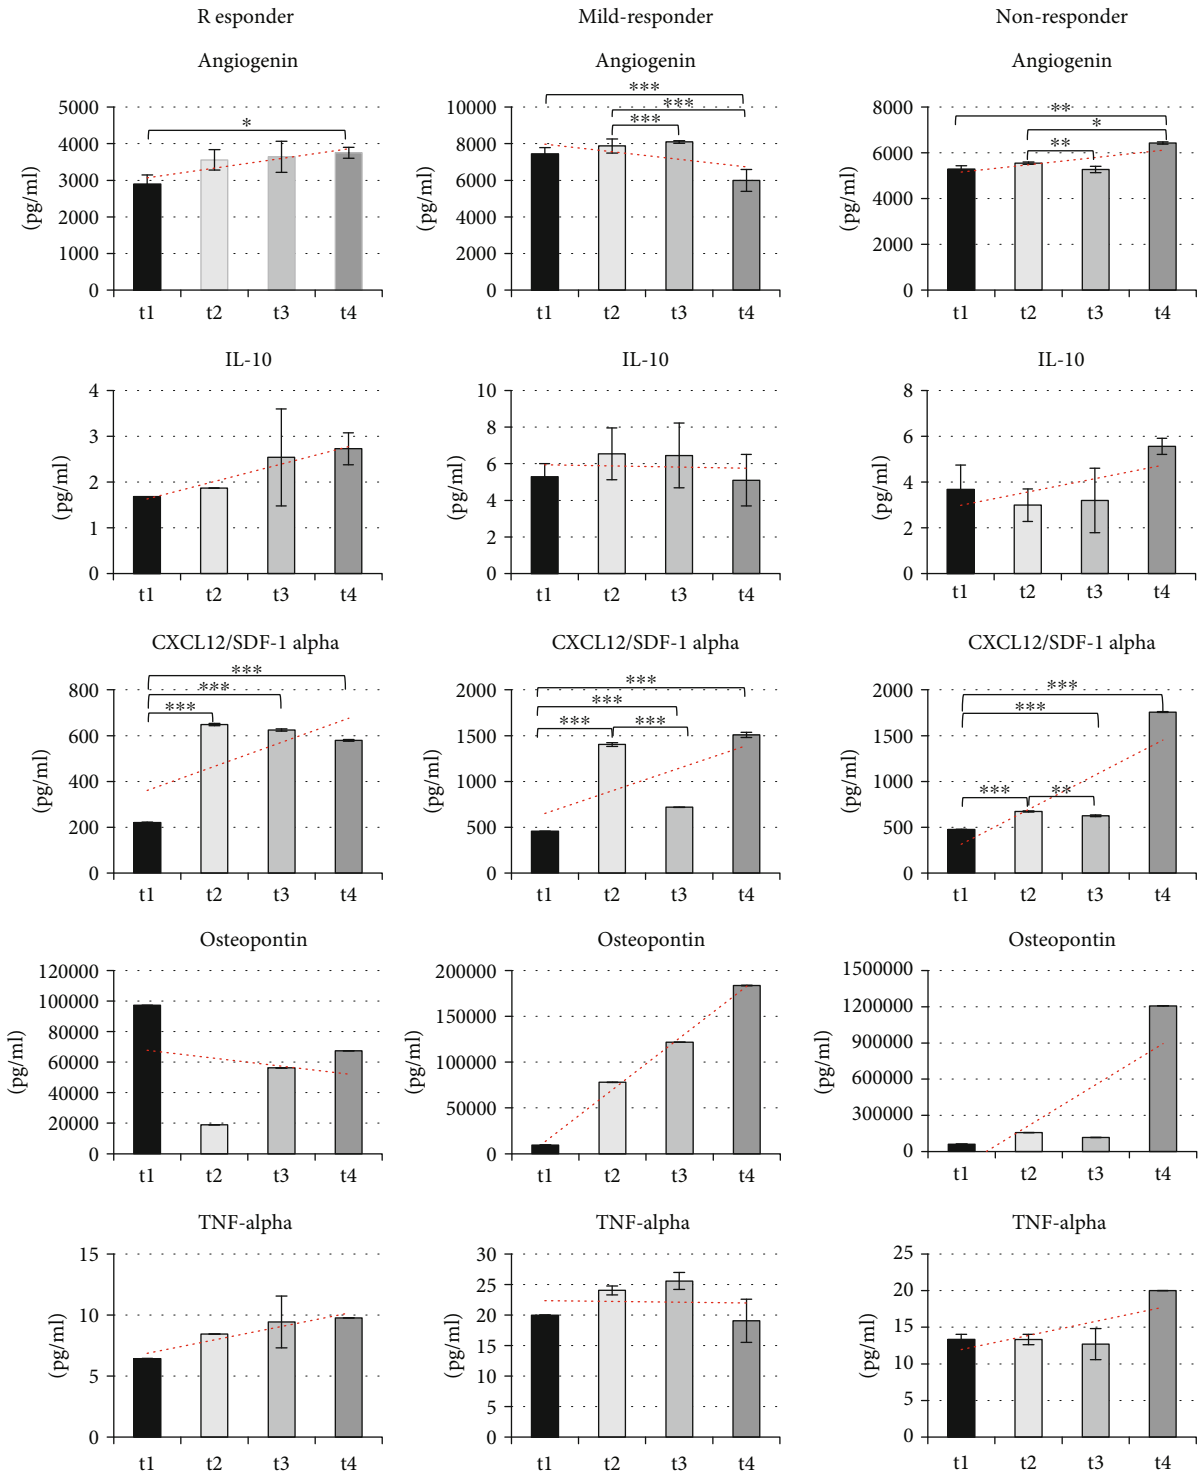 R esponder Mild-responder Non-responder
Angiogenin Angiogenin Angiogenin
(pg/ml) 5000 4000 3000 2000 1000 0
* 
t1 t2 t3 t4
(pg/ml) 10000 8000 6000 4000 2000 0
***
***
***
t1 t2 t3 t4
(pg/ml) 8000 6000 4000 2000 0
**
*
**
t1 t2 t3 t4
IL-10 IL-10 IL-10
(pg/ml) 4 3 2 1 0
t1 t2 t3 t4
(pg/ml) 10 8 6 4 2 0
t1 t2 t3 t4
(pg/ml) 8 6 4 2 0
t1 t2 t3 t4
CXCL12/SDF-1 alpha CXCL12/SDF-1 alpha CXCL12/SDF-1 alpha
(pg/ml) 800 600 400 200 0
***
***
***
t1 t2 t3 t4
(pg/ml) 2000 1500 1000 500 0
***
***
*** ***
t1 t2 t3 t4
(pg/ml) 2000 1500 1000 500 0
***
***
*** **
t1 t2 t3 t4
Osteopontin Osteopontin Osteopontin
(pg/ml) 120000 100000 80000 60000 40000 20000 0
t1 t2 t3 t4
(pg/ml) 200000 150000 100000 50000 0
t1 t2 t3 t4
(pg/ml) 1500000 1200000 900000 600000 300000 0
t1 t2 t3 t4
TNF-alpha TNF-alpha TNF-alpha
(pg/ml) 15 10 5 0
t1 t2 t3 t4
(pg/ml) 30 25 20 15 10 5 0
t1 t2 t3 t4
(pg/ml) 25 20 15 10 5 0
t1 t2 t3 t4